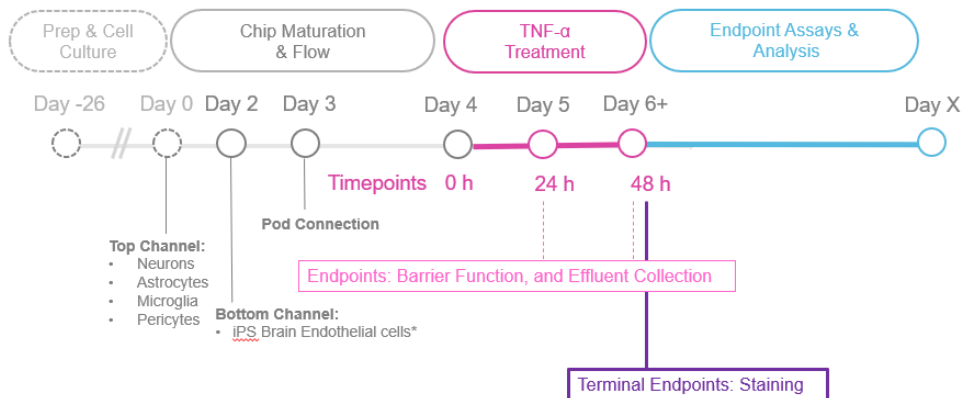 Prep & Cell
Culture
Chip Maturation
& Flow
TNF-α
Treatment
Endpoint Assays &
Analysis
Day -26
Day 0
Day 2
Day 3
Day 4
Day 5
Day 6+
Day X
Timepoints
0 h
24 h
48 h
Pod Connection
Top Channel:
• Neurons
• Astrocytes
• Microglia
• Pericytes
Endpoints: Barrier Function, and Effluent Collection
Bottom Channel:
• iPS Brain Endothelial cells*
Terminal Endpoints: Staining